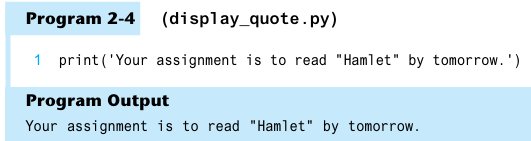 Program 2-4 (display_quote.py)
1 print('Your assignment is to read "Hamlet" by tomorrow.')
Program Output
Your assignment is to read "Hamlet" by tomorrow.